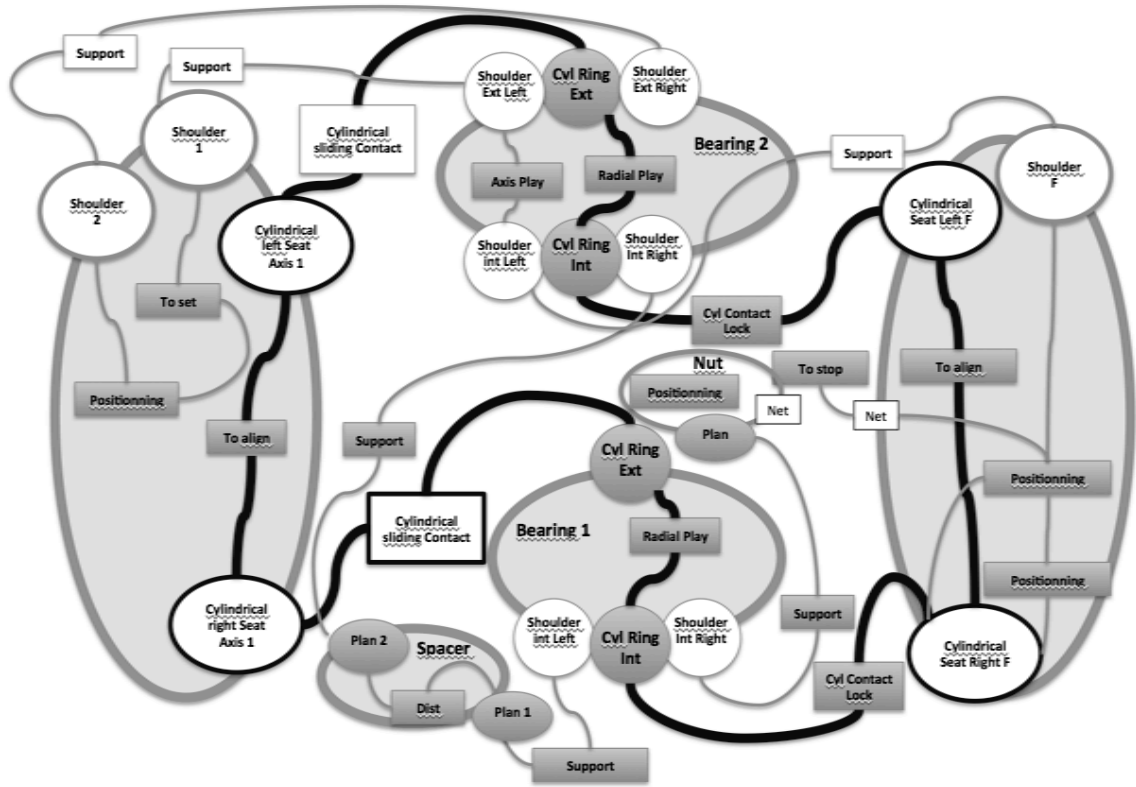 Support
Support
Shoulder
1
Shoulder
2
Cylindrical
sliding Contact
Cylindrical
left Seat
Axis 1
To set
Positionning
To align
Cylindrical
right Seat
Axis 1
Shoulder
Ext Left
Cyl Ring
Ext
Shoulder
Ext Right
Bearing 2
Axis Play
Radial Play
Shoulder
int Left
Cyl Ring
Int
Shoulder
Int Right
Support
Cylindrical
Seat Left F
Shoulder
F
Cyl Contact
Lock
Nut
Positionning
Net
Plan
To stop
Net
To align
Positionning
Positionning
Support
Cylindrical
sliding Contact
Cyl Ring
Ext
Bearing 1
Radial Play
Shoulder
int Left
Cyl Ring
Int
Shoulder
Int Right
Support
Cyl Contact
Lock
Cylindrical
Seat Right F
Plan 2
Spacer
Dist
Plan 1
Support